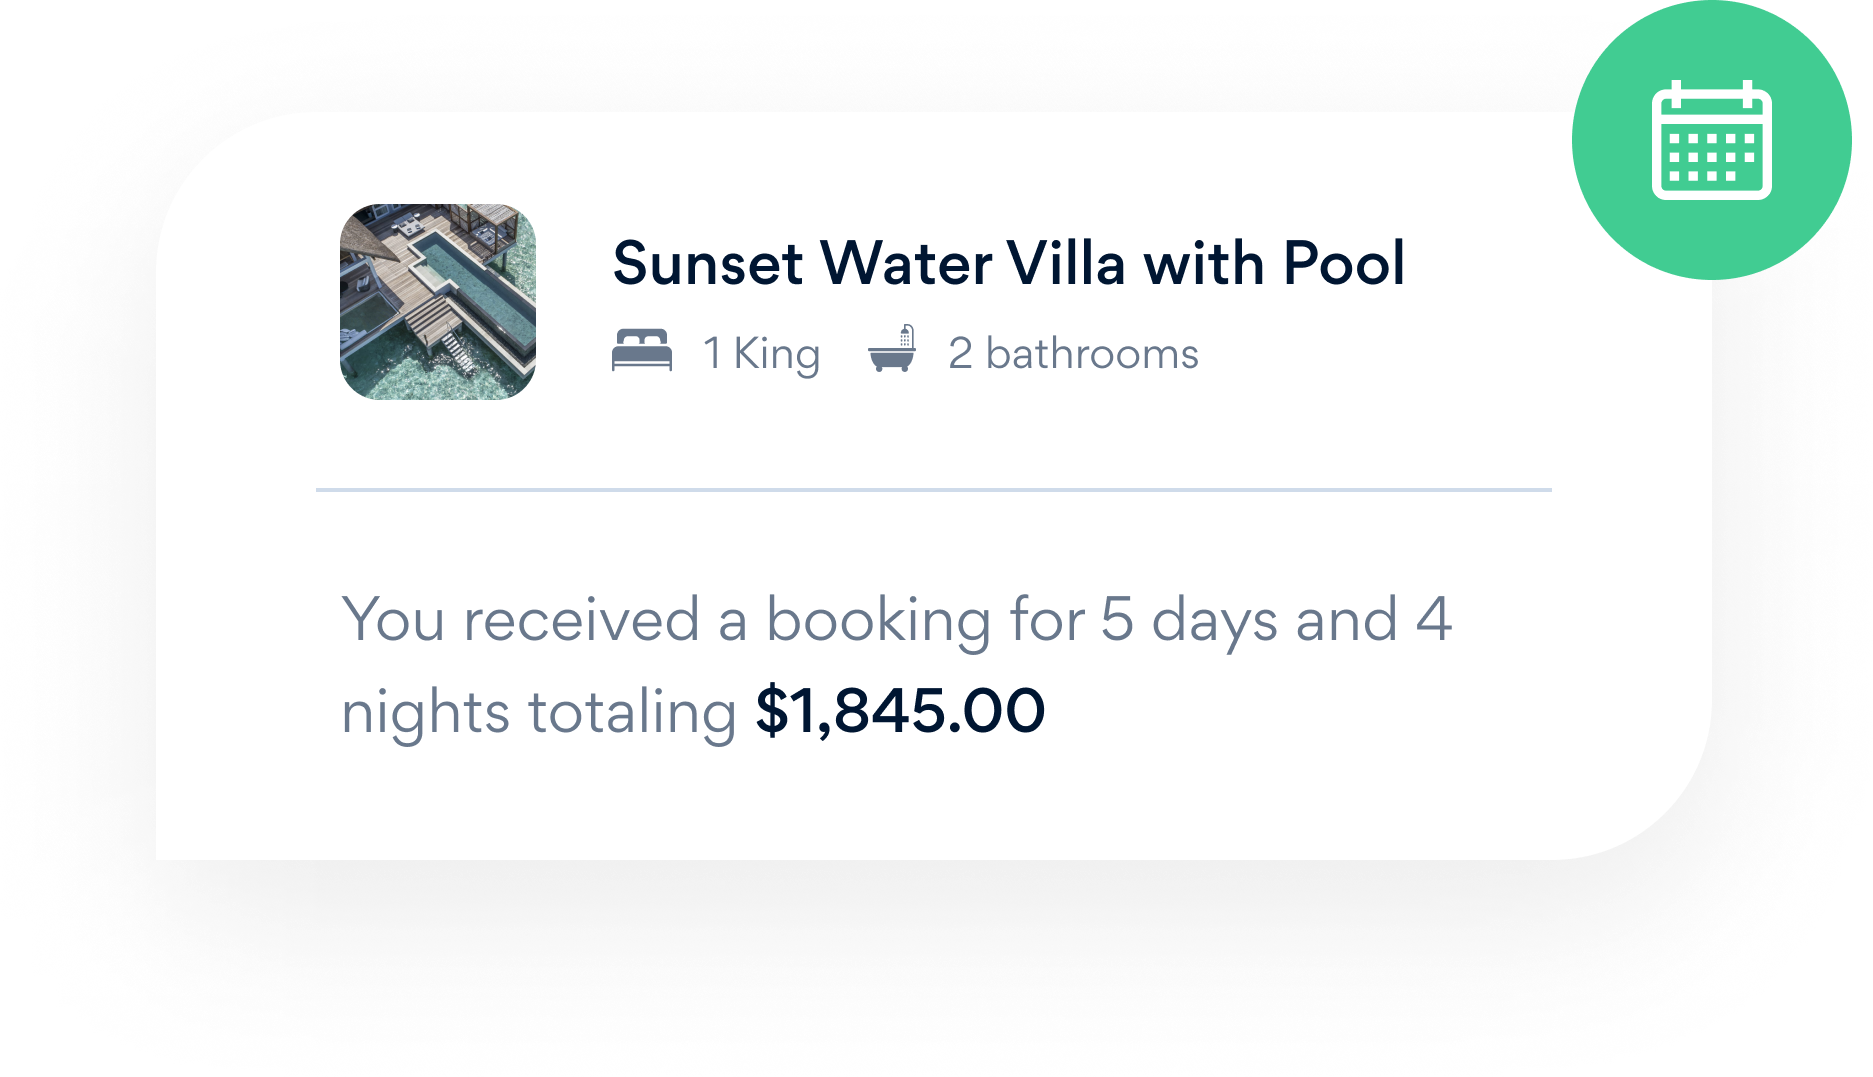 Sunset Water Villa with Pool
1 King 2 bathrooms
You received a booking for 5 days and 4
nights totaling $1,845.00